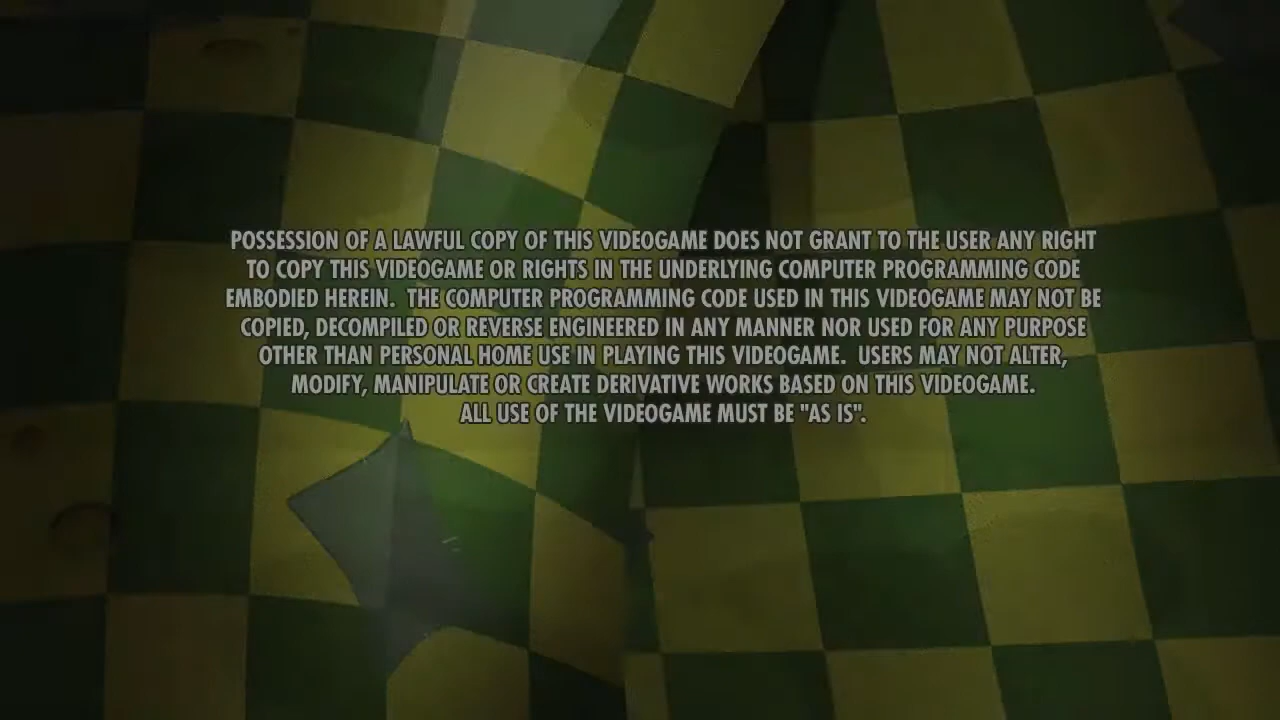 POSSESSION OF A LAWFUL COPY OF THIS VIDEOGAME DOES NOT GRANT TO THE USER ANY RIGHT
TO COPY THIS VIDEOGAME OR RIGHTS IN THE UNDERLYING COMPUTER PROGRAMMING CODE
EMBODIED HEREIN.  THE COMPUTER PROGRAMMING CODE USED IN THIS VIDEOGAME MAY NOT BE
COPIED, DECOMPILED OR REVERSE ENGINEERED IN ANY MANNER NOR USED FOR ANY PURPOSE
OTHER THAN PERSONAL HOME USE IN PLAYING THIS VIDEOGAME.  USERS MAY NOT ALTER,
MODIFY, MANIPULATE OR CREATE DERIVATIVE WORKS BASED ON THIS VIDEOGAME.
ALL USE OF THE VIDEOGAME MUST BE "AS IS".